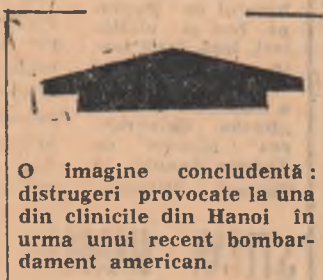 O imagine concludentă :
distrugeri provocate la una
din clinicile din Hanoi în
urma unui recent bombar-
dament american.